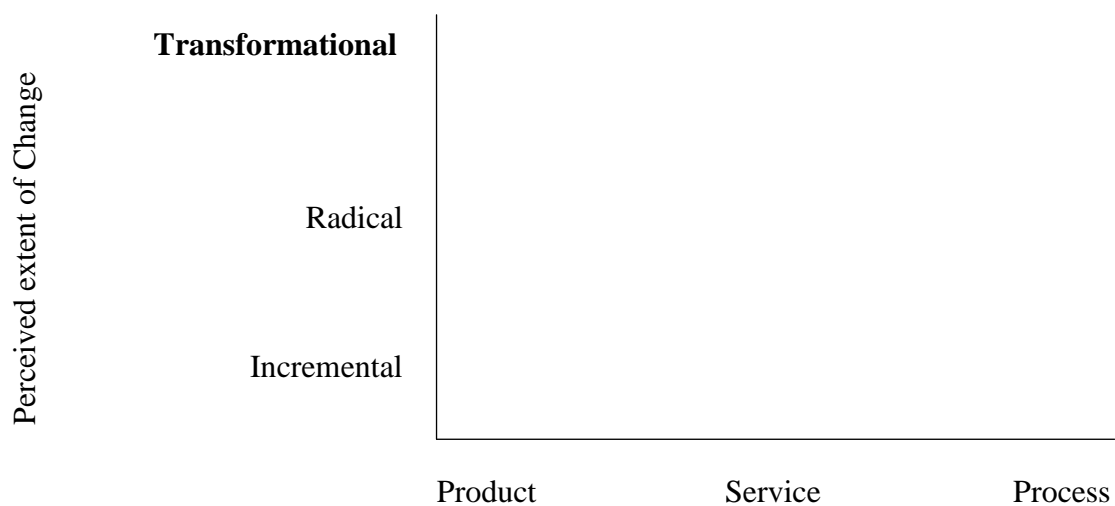 Transformational
Perceived extent of Change
Radical
Incremental
Product Service Process